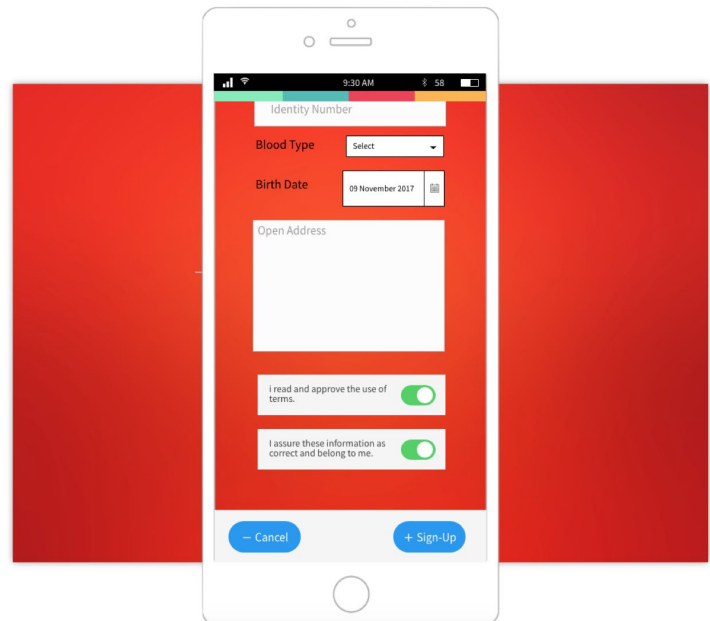 9:30 AM 58
Identity Number
Blood Type Select
Birth Date 09 November 2017
Open Address
i read and approve the use of
terms.
I assure these information as
correct and belong to me.
− Cancel + Sign-Up